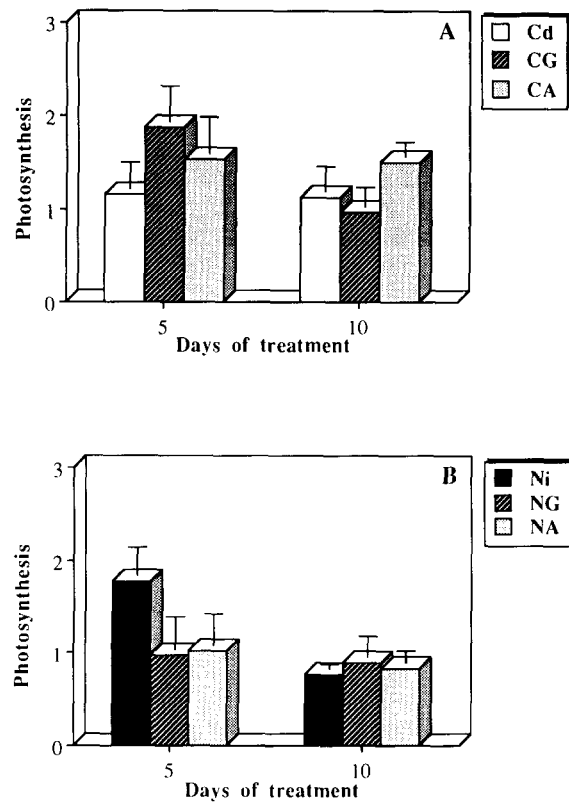 A
Cd
CG
CA
3
2
1
0
Photosynthesis
5 10
Days of treatment
B
Ni
NG
NA
3
2
1
0
Photosynthesis
5 10
Days of treatment